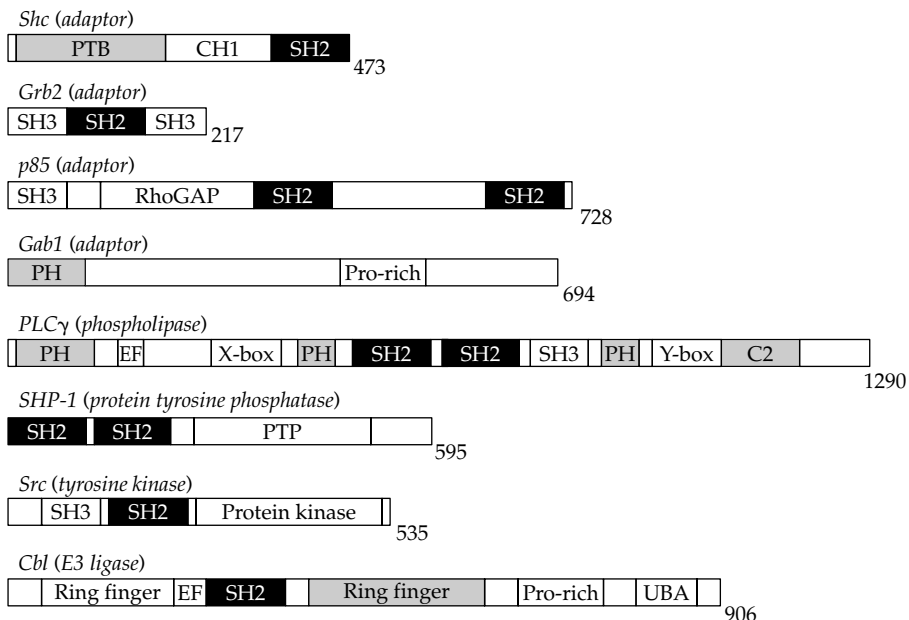 Shc (adaptor)
PTB CH1 SH2
473
Grb2 (adaptor)
SH3 SH2 SH3
217
p85 (adaptor)
SH3 RhoGAP SH2 SH2
728
Gab1 (adaptor)
PH Pro-rich
694
PLCγ (phospholipase)
PH EF X-box PH SH2 SH2 SH3 PH Y-box C2
1290
SHP-1 (protein tyrosine phosphatase)
SH2 SH2 PTP
595
Src (tyrosine kinase)
SH3 SH2 Protein kinase
535
Cbl (E3 ligase)
Ring finger EF SH2 Ring finger Pro-rich UBA
906